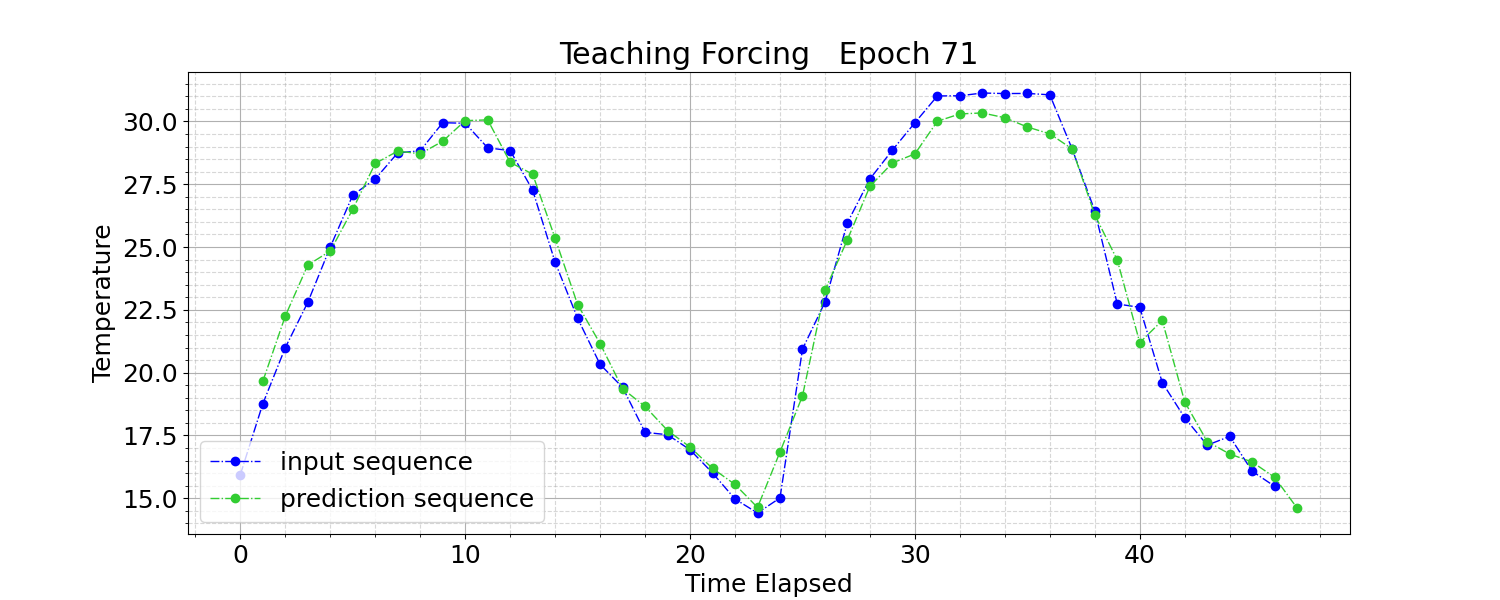 Teaching Forcing   Epoch 71
Temperature
30.0
27.5
25.0
22.5
20.0
17.5
15.0
input sequence
prediction sequence
0 10 20 30 40
Time Elapsed